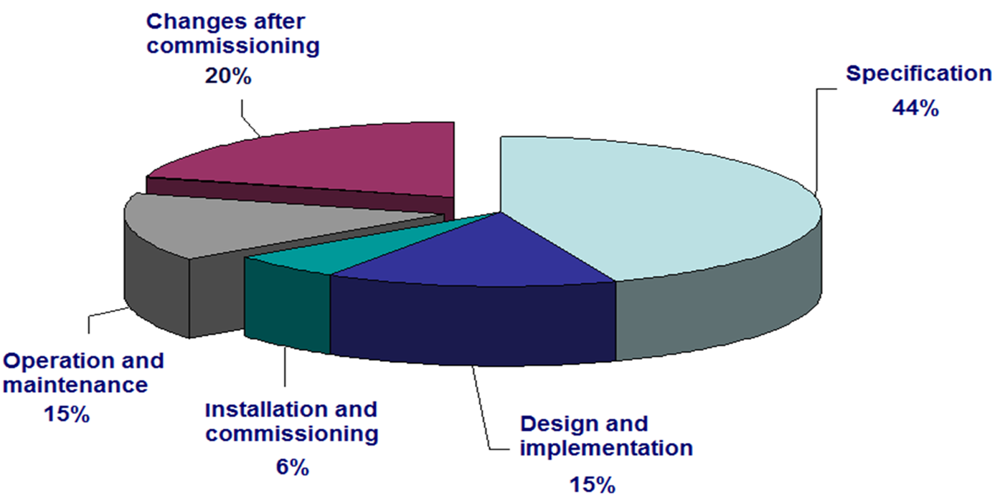 Changes after
commissioning
20%
Specification
44%
Operation and
maintenance
15%
Installation and
commissioning
6%
Design and
implementation
15%